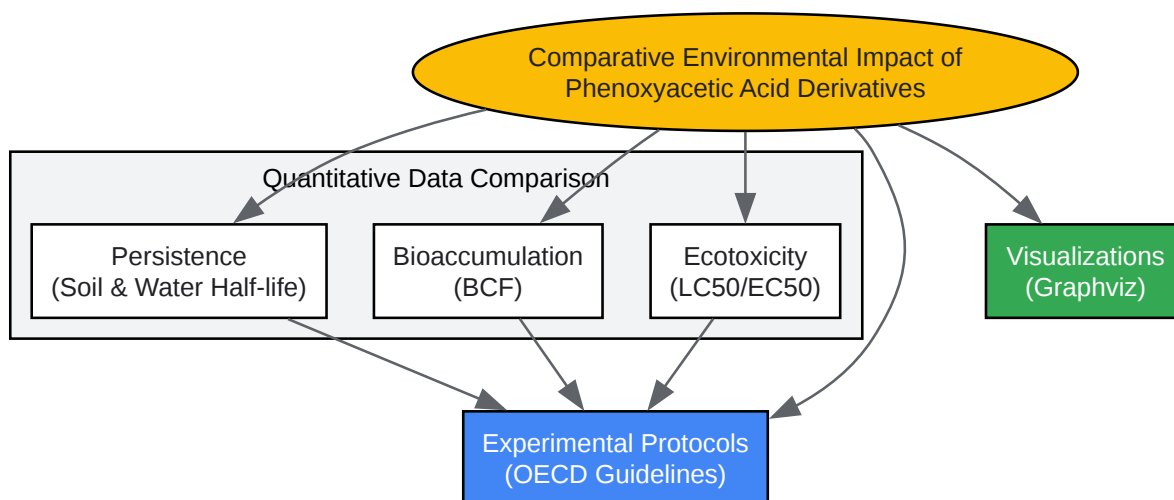 Comparative Environmental Impact of
Phenoxyacetic Acid Derivatives
Quantitative Data Comparison
Persistence
(Soil & Water Half-life)
Bioaccumulation
(BCF)
Ecotoxicity
(LC50/EC50)
Visualizations
(Graphviz)
Experimental Protocols
(OECD Guidelines)